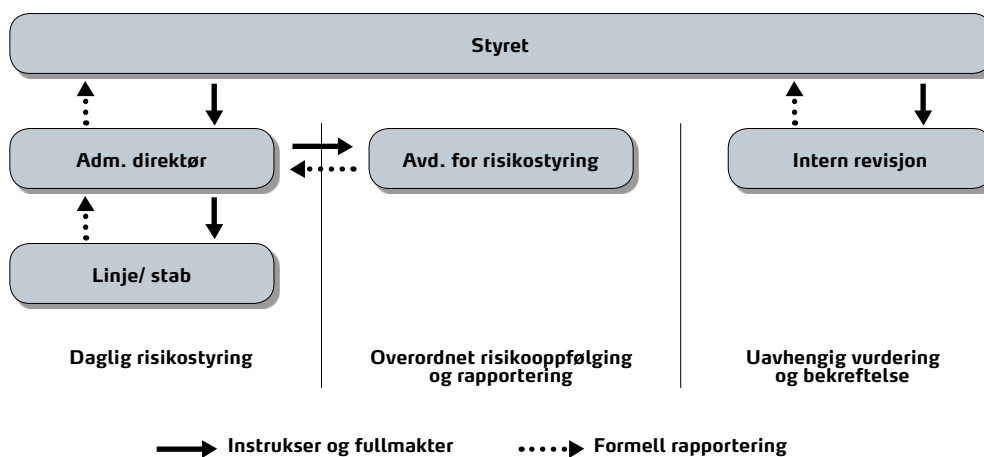 Styret
Adm. direktør
Avd. for risikostyring
Intern revisjon
Linje/ stab
Daglig risikostyring
Overordnet risikooppfølging
og rapportering
Uavhengig vurdering
og bekreftelse
Instrukser og fullmakter
Formell rapportering